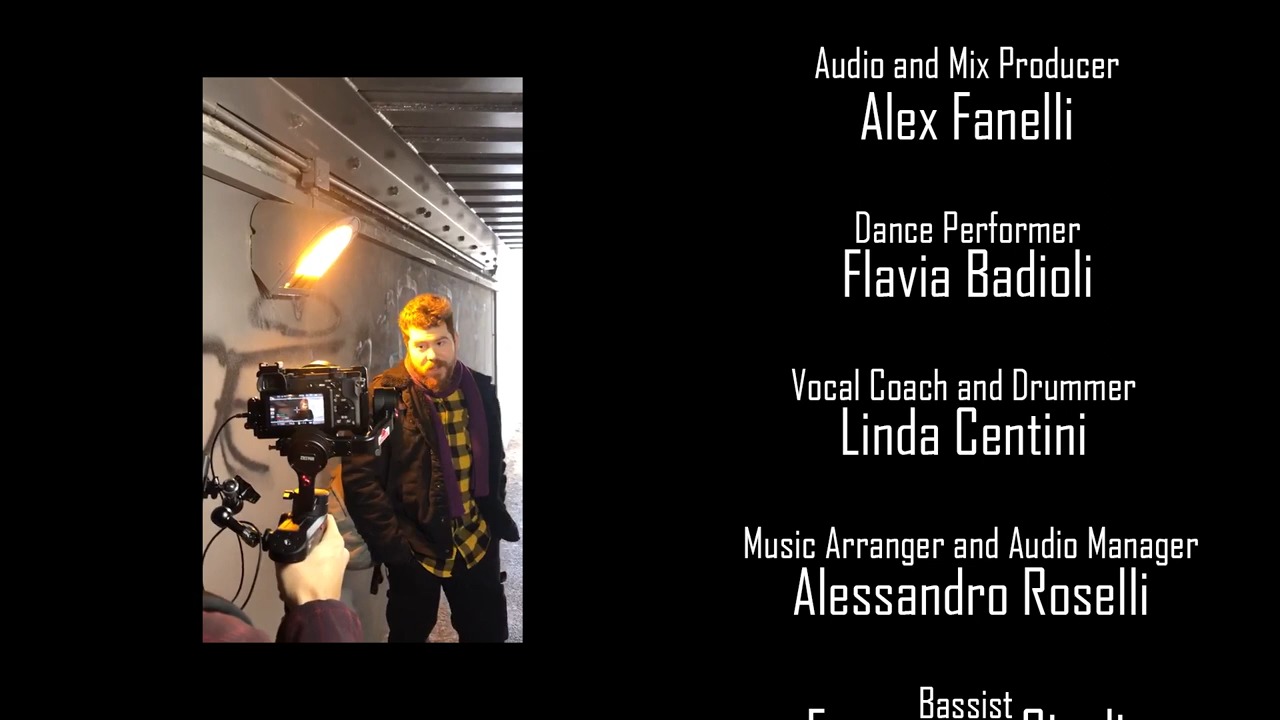 Audio and Mix Producer
Alex Fanelli
Dance Performer
Flavia Badioli
Vocal Coach and Drummer
Linda Centini
Music Arranger and Audio Manager
Alessandro Roselli
Bassist